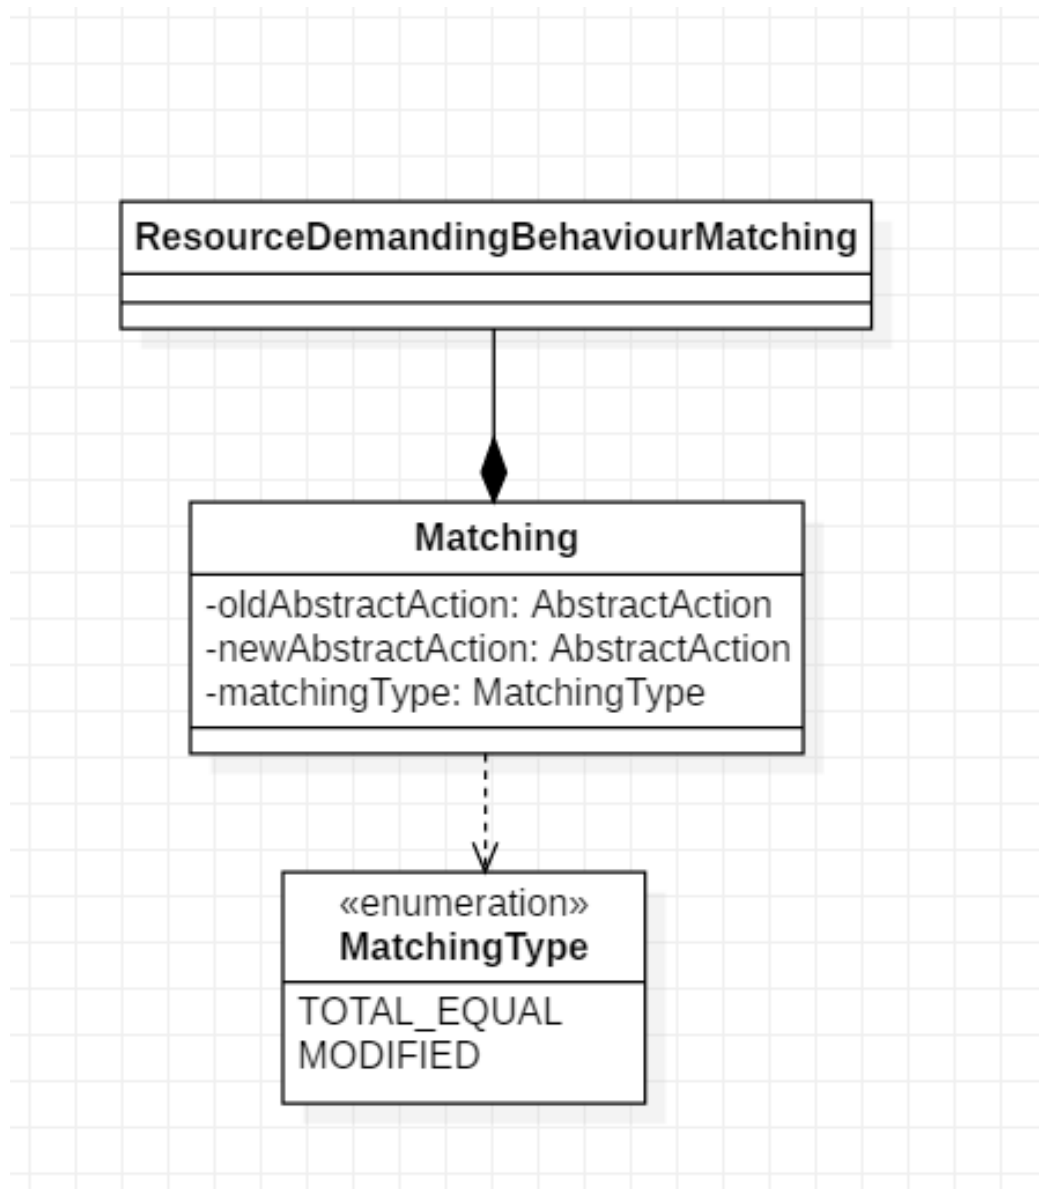 ResourceDemandingBehaviourMatching
Matching
-oldAbstractAction: AbstractAction
-newAbstractAction: AbstractAction
-matchingType: MatchingType
«enumeration»
MatchingType
TOTAL_EQUAL
MODIFIED